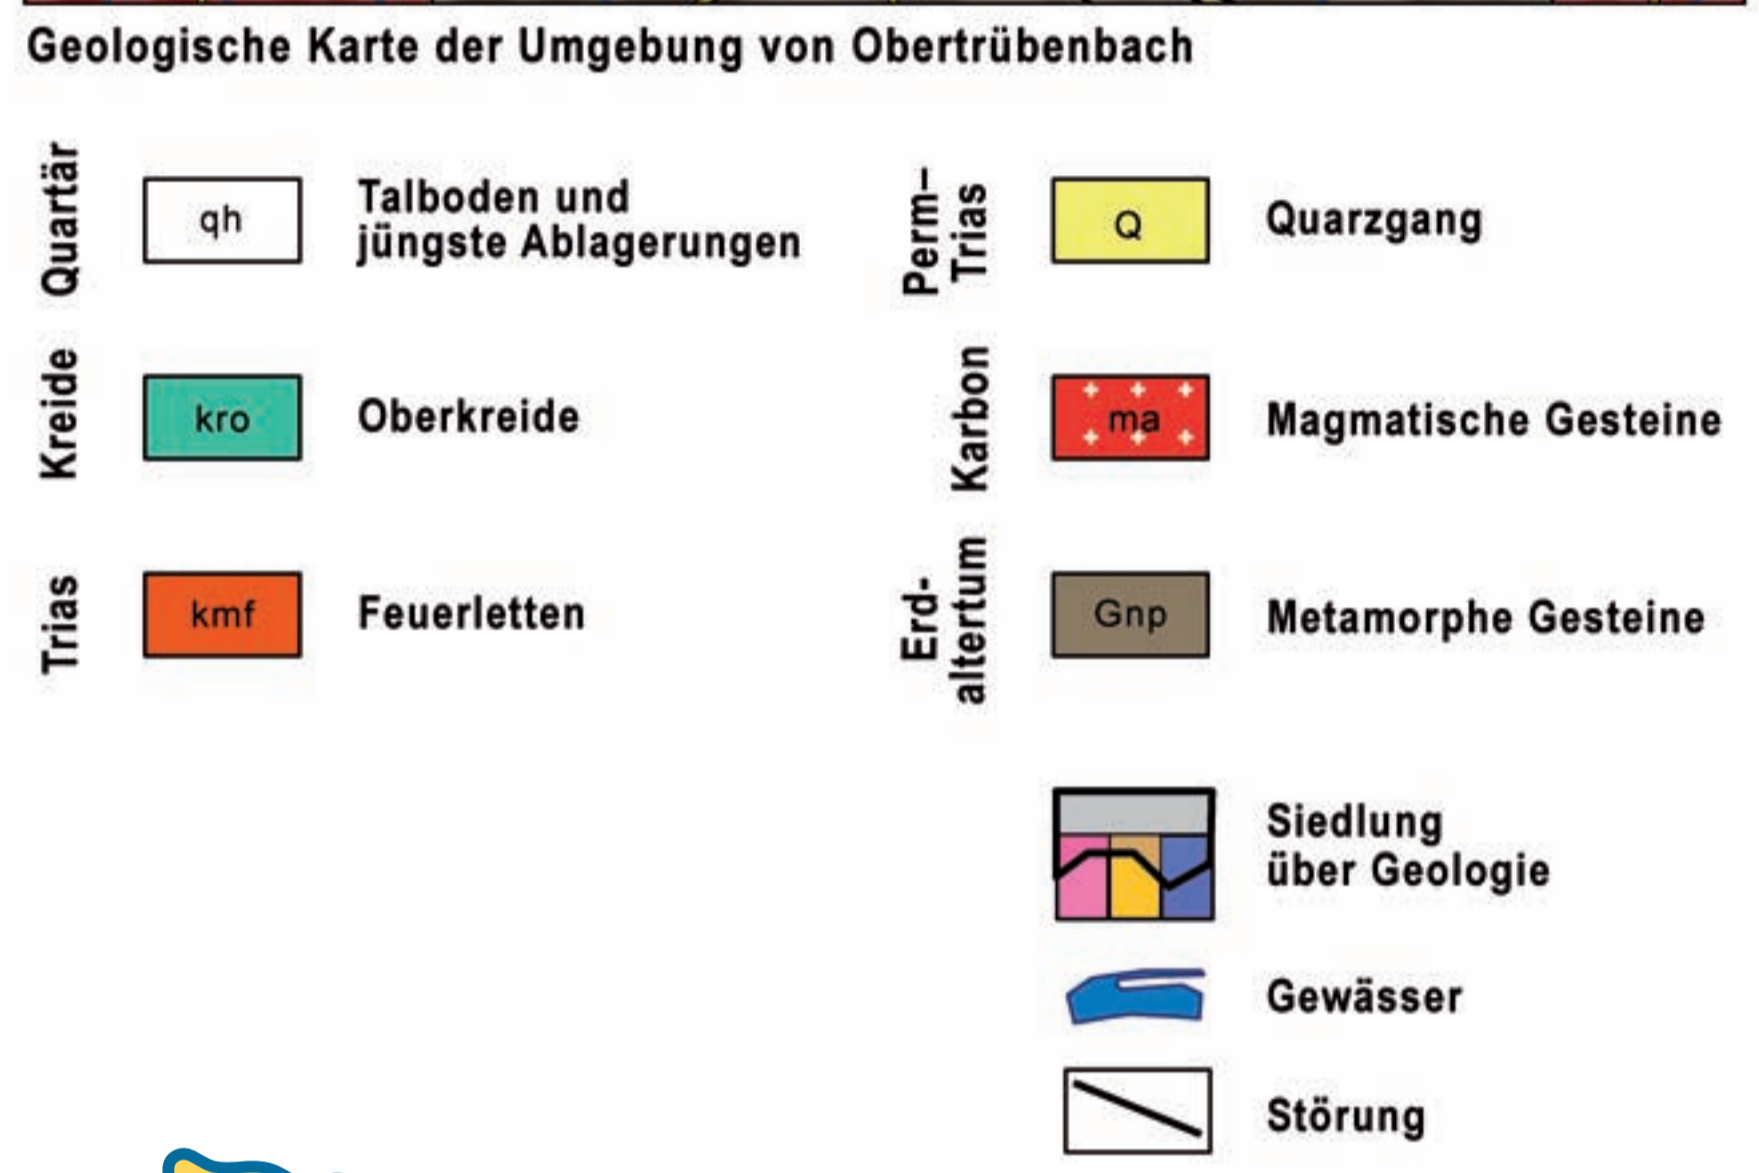 Geologische Karte der Umgebung von Obertrübenbach
Quartär
qh
Talboden und
jüngste Ablagerungen
Kreide
kro
Oberkreide
Trias
kmf
Feuerletten
Perm–
Trias
Q
Quarzgang
Karbon
ma
Magmatische Gesteine
Erd-
altertum
Gnp
Metamorphe Gesteine
Siedlung
über Geologie
Gewässer
Störung